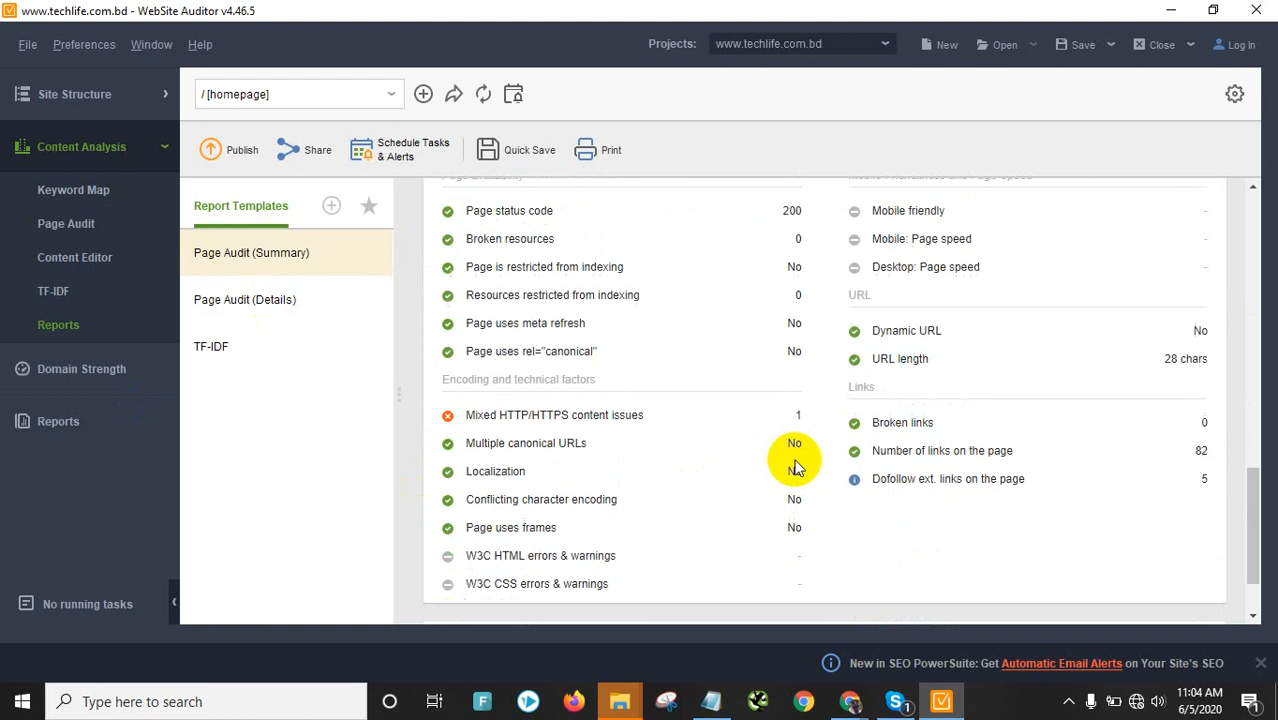 www.techlife.com.bd - WebSite Auditor v4.46.5
File Preferences Window Help Projects: www.techlife.com.bd New Open Save Close Log In
Site Structure
/ [homepage]
Content Analysis
Publish Share Schedule Tasks & Alerts Quick Save Print
Keyword Map
Page Audit
Content Editor
TF-IDF
Reports
Domain Strength
Reports
No running tasks
Report Templates
Page Audit (Summary)
Page Audit (Details)
TF-IDF
Page availability
Page status code 200
Broken resources 0
Page is restricted from indexing No
Resources restricted from indexing 0
Page uses meta refresh No
Page uses rel="canonical" No
Encoding and technical factors
Mixed HTTP/HTTPS content issues 1
Multiple canonical URLs No
Localization
Conflicting character encoding No
Page uses frames No
W3C HTML errors & warnings -
W3C CSS errors & warnings -
Mobile Friendliness and Page Speed
Mobile friendly -
Mobile: Page speed -
Desktop: Page speed -
URL
Dynamic URL No
URL length 28 chars
Links
Broken links 0
Number of links on the page 82
Dofollow ext. links on the page 5
New in SEO PowerSuite: Get Automatic Email Alerts on Your Site's SEO
Type here to search
11:04 AM
6/5/2020